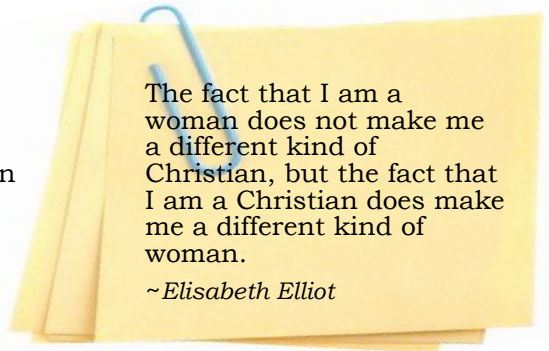 The fact that I am a
woman does not make me
a different kind of
Christian, but the fact that
I am a Christian does make
me a different kind of
woman.
~Elisabeth Elliot